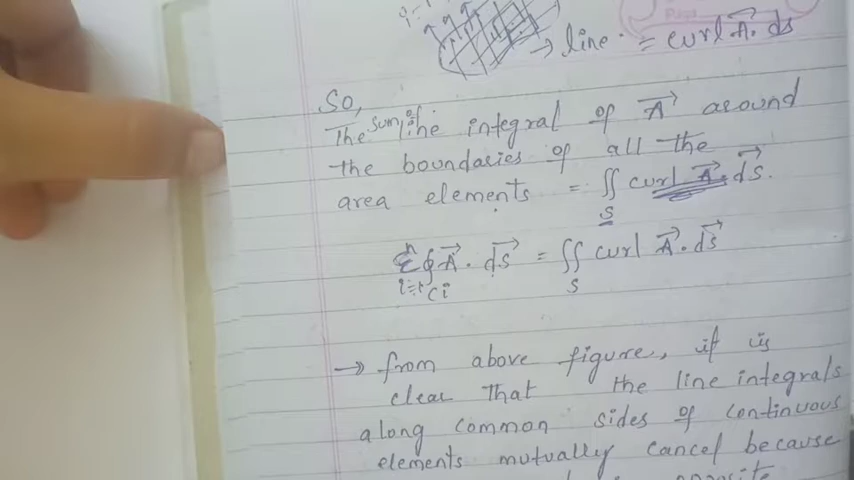 → line = curl A⃗. ds
So,
The sum of line integral of A⃗ around
the boundaries of all the
area elements = ∬ curl A⃗. ds⃗.
S
n
Σ ∮ A⃗. ds⃗ = ∬ curl A⃗. ds⃗
i=1 Ci S
→ from above figure, it is
clear that the line integrals
along common sides of continuous
elements mutually cancel because
opposite